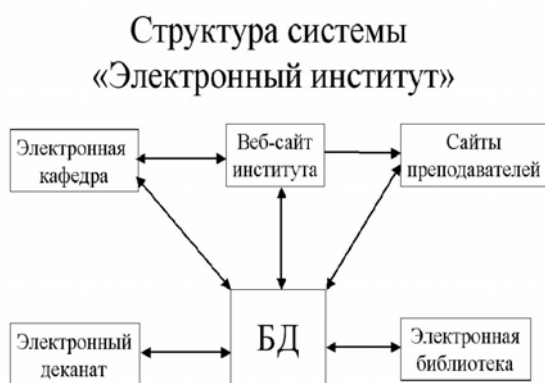 Структура системы
«Электронный институт»
Электронная
кафедра
Веб-сайт
института
Сайты
преподавателей
Электронный
деканат
БД
Электронная
библиотека